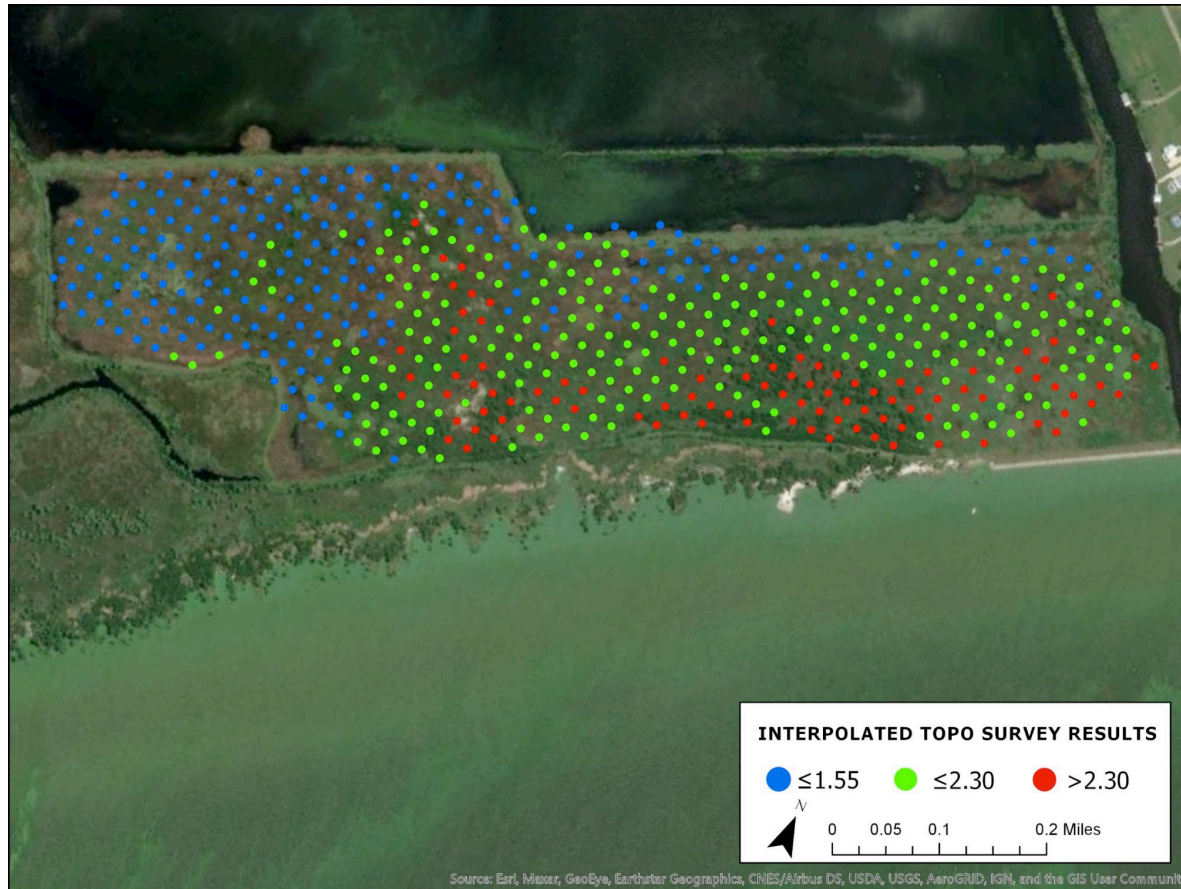 INTERPOLATED TOPO SURVEY RESULTS
≤1.55 ≤2.30 >2.30
N
0 0.05 0.1 0.2 Miles
Source: Esri, Maxar, GeoEye, Earthstar Geographics, CNES/Airbus DS, USDA, USGS, AeroGRID, IGN, and the GIS User Communit